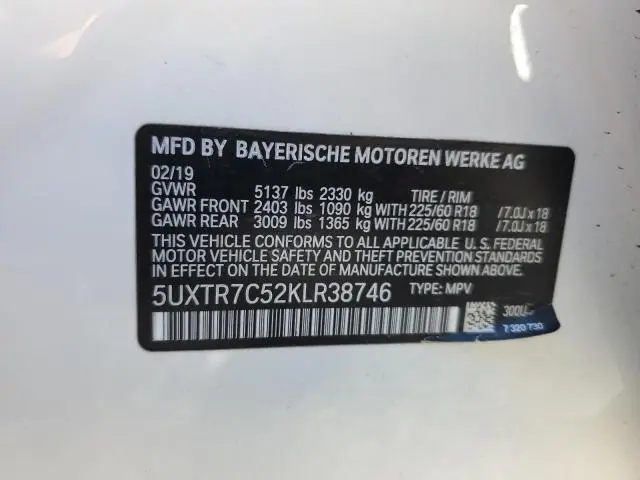 MFD BY BAYERISCHE MOTOREN WERKE AG
02/19
GVWR 5137 lbs 2330 kg TIRE / RIM
GAWR FRONT 2403 lbs 1090 kg WITH 225/60 R18 / 7.0J x 18
GAWR REAR 3009 lbs 1365 kg WITH 225/60 R18 / 7.0J x 18
THIS VEHICLE CONFORMS TO ALL APPLICABLE U. S. FEDERAL
MOTOR VEHICLE SAFETY AND THEFT PREVENTION STANDARDS
IN EFFECT ON THE DATE OF MANUFACTURE SHOWN ABOVE.
5UXTR7C52KLR38746 TYPE: MPV
7 320 730